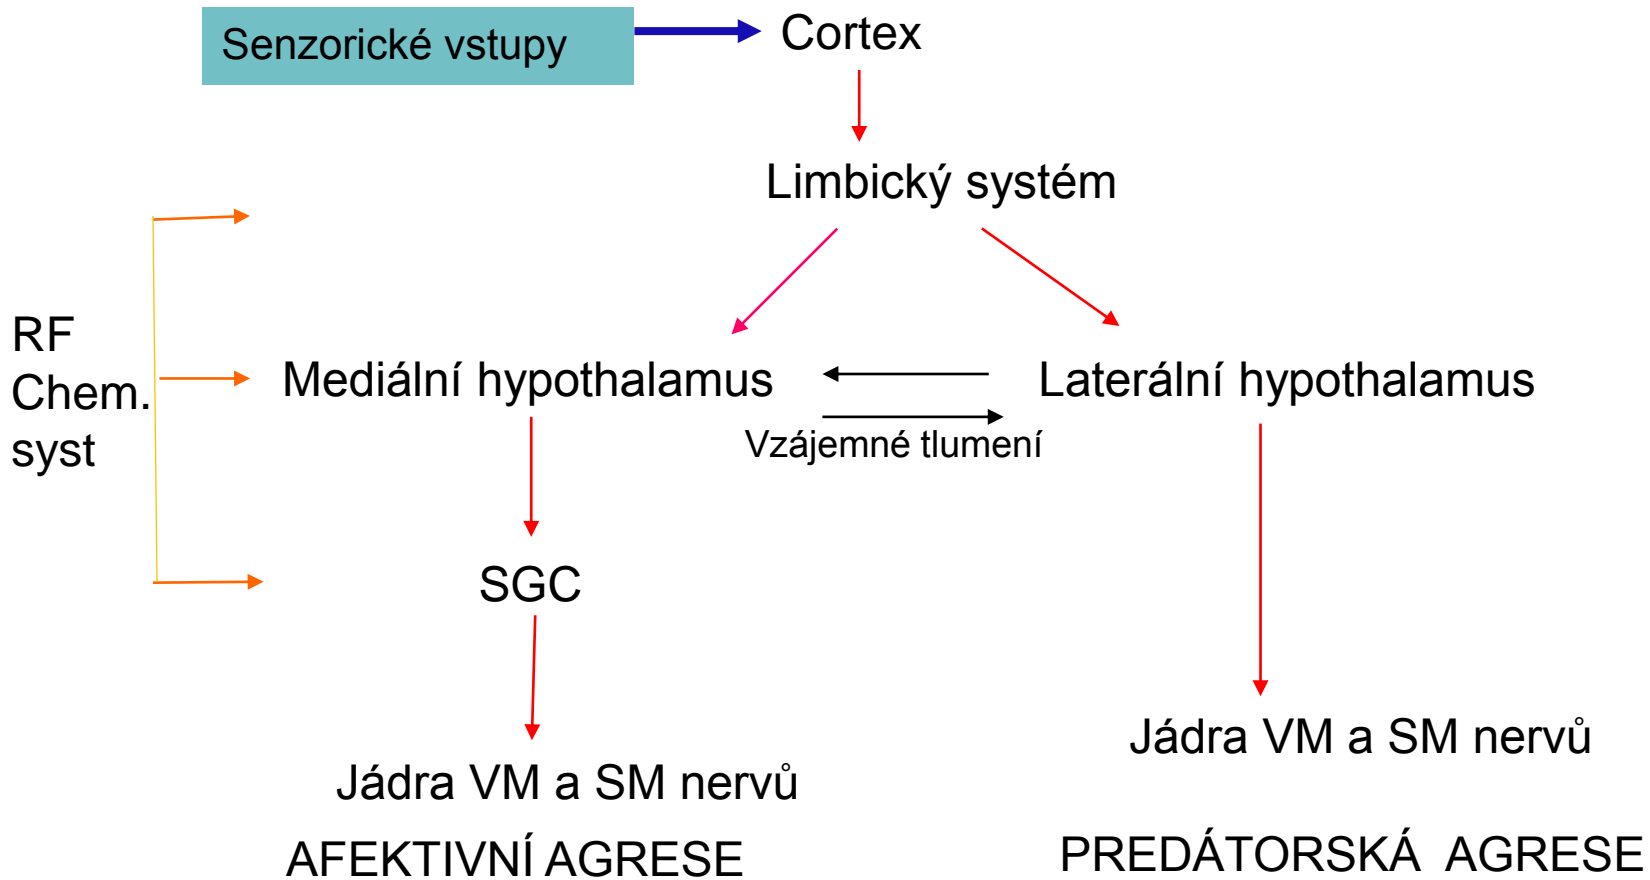 Senzorické vstupy
Cortex
Limbický systém
RF
Chem.
syst
Mediální hypothalamus
Laterální hypothalamus
Vzájemné tlumení
SGC
Jádra VM a SM nervů
Jádra VM a SM nervů
AFEKTIVNÍ AGRESE
PREDÁTORSKÁ AGRESE